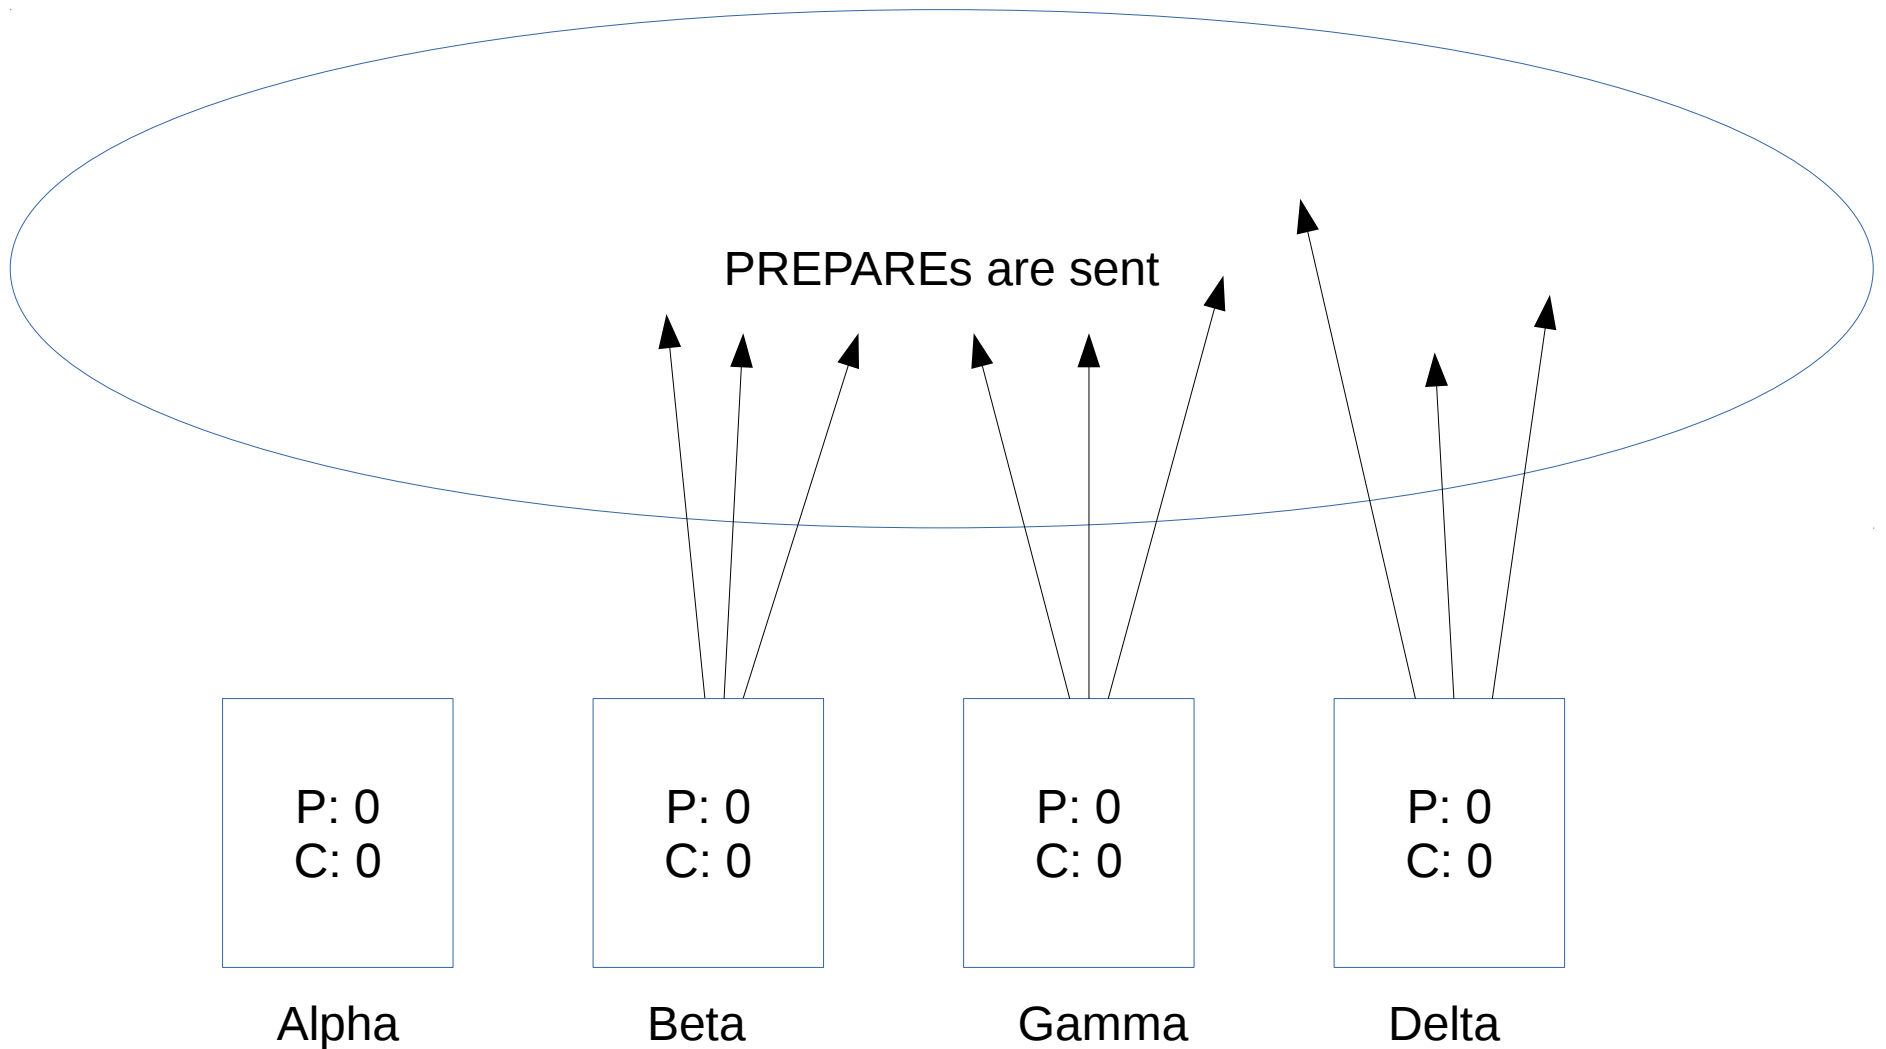 PREPAREs are sent
P: 0
C: 0
P: 0
C: 0
P: 0
C: 0
P: 0
C: 0
Alpha
Beta
Gamma
Delta